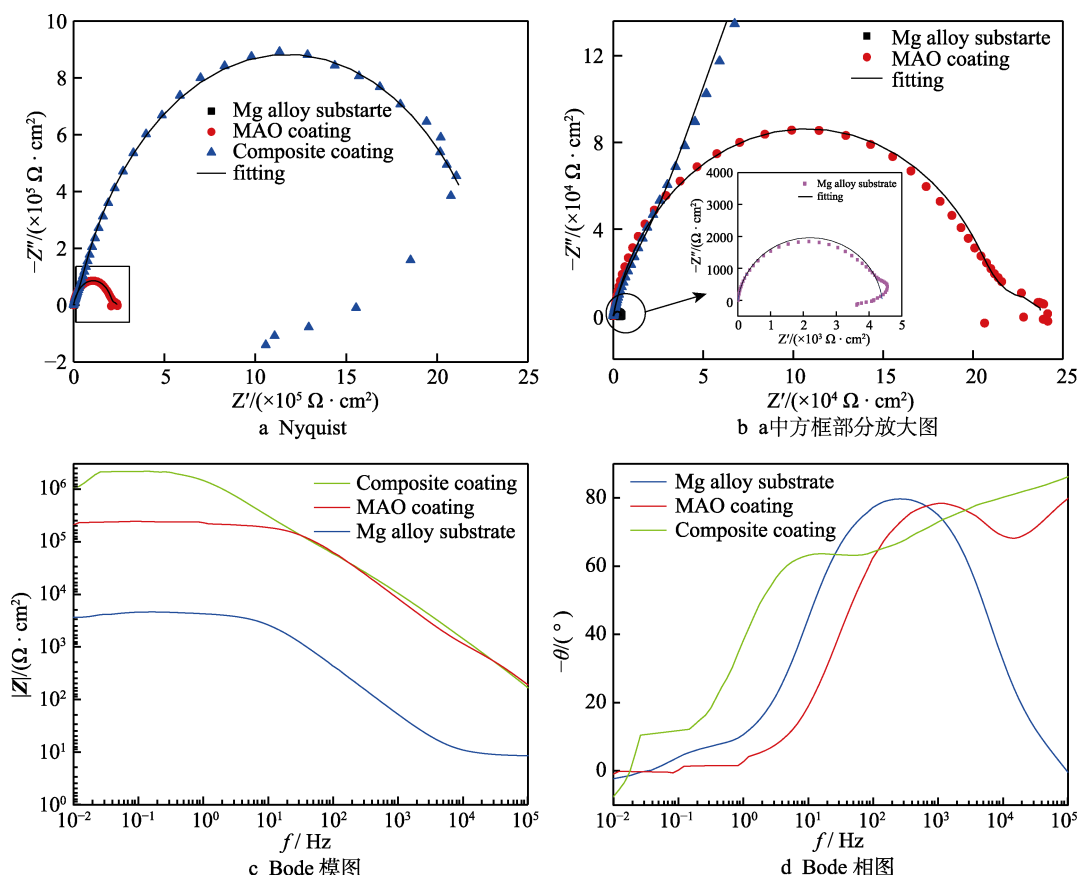 10
8
6
4
2
0
−2
−Z″/(×10⁵ Ω · cm²)
Mg alloy substarte
MAO coating
Composite coating
fitting
0 5 10 15 20 25
Z′/(×10⁵ Ω · cm²)
a Nyquist
12
8
4
0
−Z″/(×10⁴ Ω · cm²)
Mg alloy substarte
MAO coating
fitting
4000
3000
2000
1000
0
−Z″/(Ω · cm²)
Mg alloy substrate
fitting
0 1 2 3 4 5
Z′/(×10³ Ω · cm²)
0 5 10 15 20 25
Z′/(×10⁴ Ω · cm²)
b a中方框部分放大图
10⁶
10⁵
10⁴
10³
10²
10¹
10⁰
|Z|/(Ω · cm²)
Composite coating
MAO coating
Mg alloy substrate
10⁻² 10⁻¹ 10⁰ 10¹ 10² 10³ 10⁴ 10⁵
f / Hz
c Bode 模图
80
60
40
20
0
−θ/(°)
Mg alloy substrate
MAO coating
Composite coating
10⁻² 10⁻¹ 10⁰ 10¹ 10² 10³ 10⁴ 10⁵
f / Hz
d Bode 相图